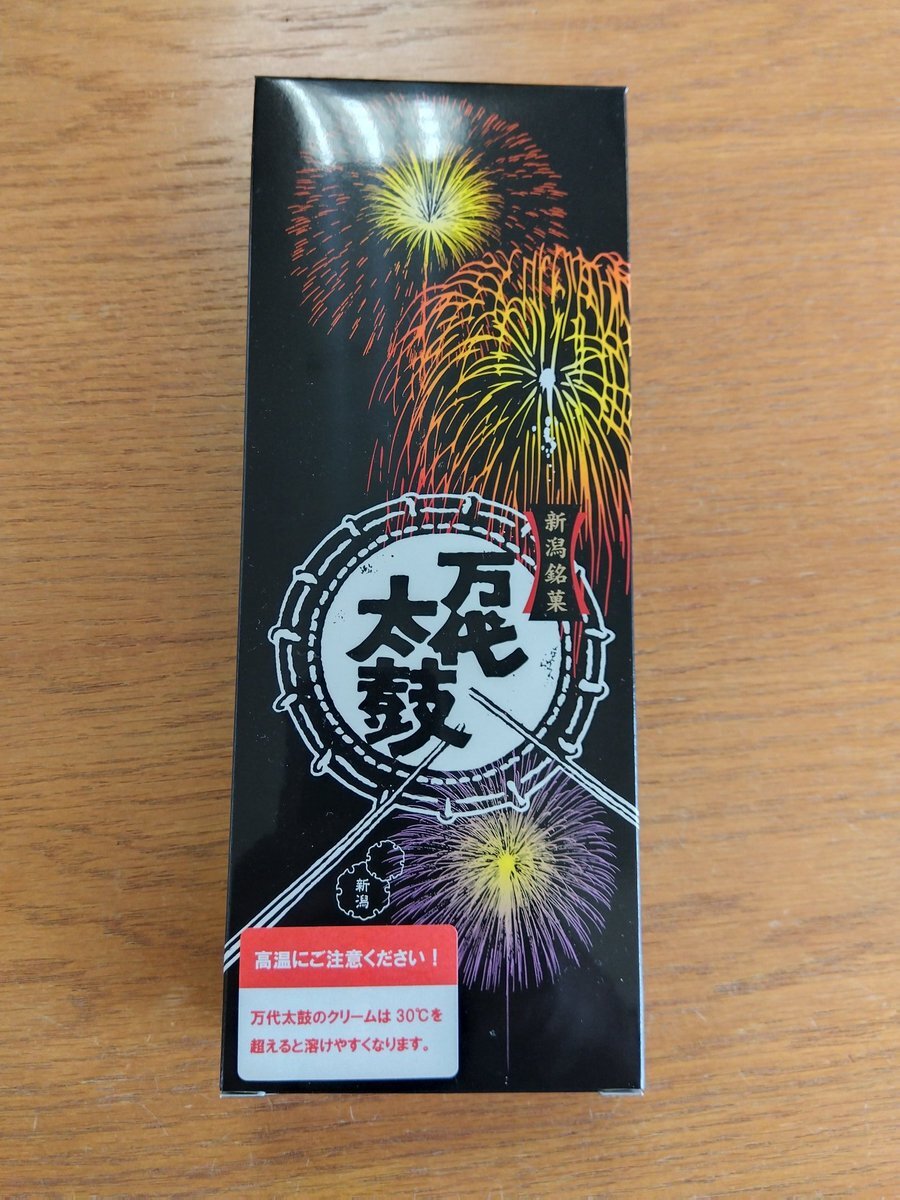 新潟銘菓
万代
太鼓
新潟
高温にご注意ください！
万代太鼓のクリームは 30℃を
超えると溶けやすくなります。